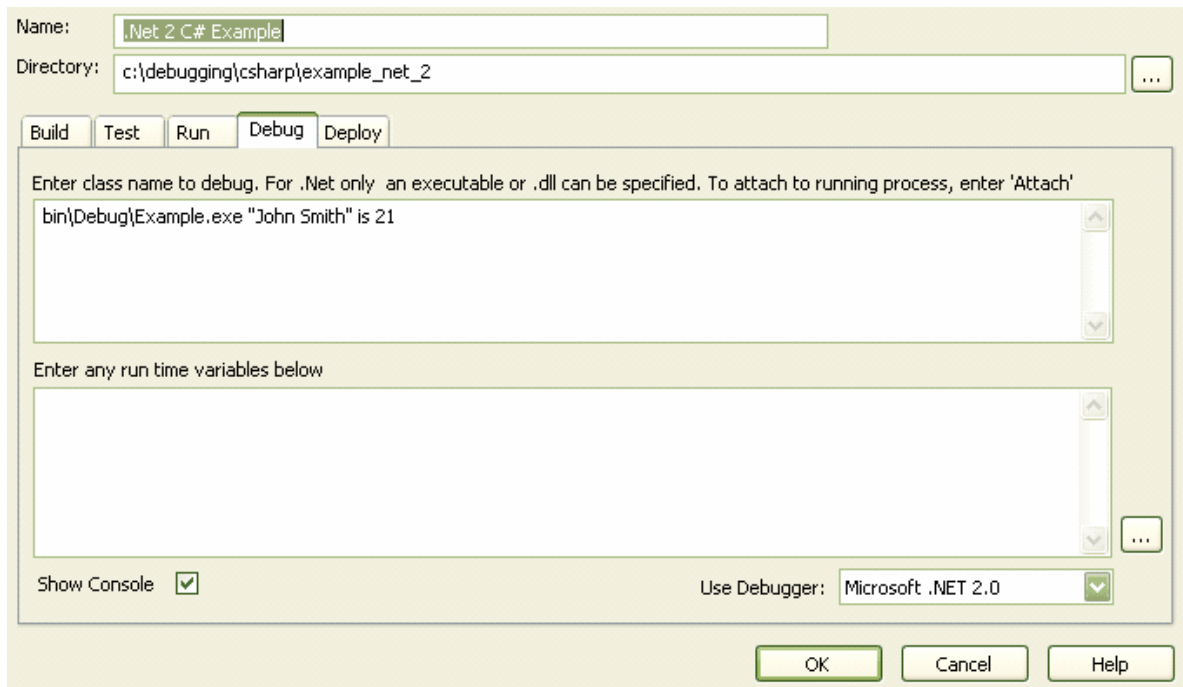 Name: .Net 2 C# Example
Directory: c:\debugging\csharp\example_net_2 ...
Build Test Run Debug Deploy
Enter class name to debug. For .Net only an executable or .dll can be specified. To attach to running process, enter 'Attach'
bin\Debug\Example.exe "John Smith" is 21
Enter any run time variables below
...
Show Console Use Debugger: Microsoft .NET 2.0
OK Cancel Help